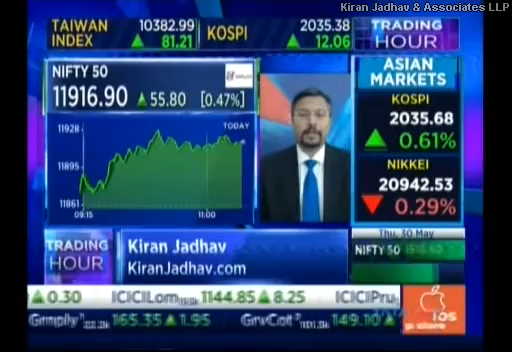 Kiran Jadhav & Associates LLP
TAIWAN INDEX 10382.99 ▲ 81.21 KOSPI 2035.38 ▲ 12.06 TRADING HOUR
NIFTY 50
11916.90 ▲ 55.80 [0.47%]
TODAY
11928
11895
11861
09.15 11:00
ASIAN MARKETS
KOSPI
2035.68
▲ 0.61%
NIKKEI
20942.53
▼ 0.29%
Thu, 30 May
NIFTY 50
TRADING HOUR
Kiran Jadhav
KiranJadhav.com
▲ 0.30 ICICILom 1144.85 ▲ 8.25 ICICIPru
165.35 ▲ 1.95 149.10 ▲
iOS